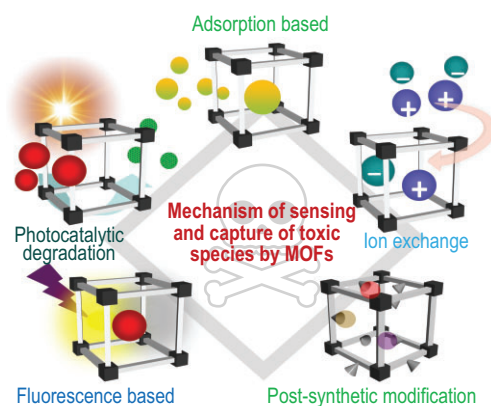 Adsorption based
Mechanism of sensing
and capture of toxic
species by MOFs
Photocatalytic
degradation
Ion exchange
Fluorescence based
Post-synthetic modification